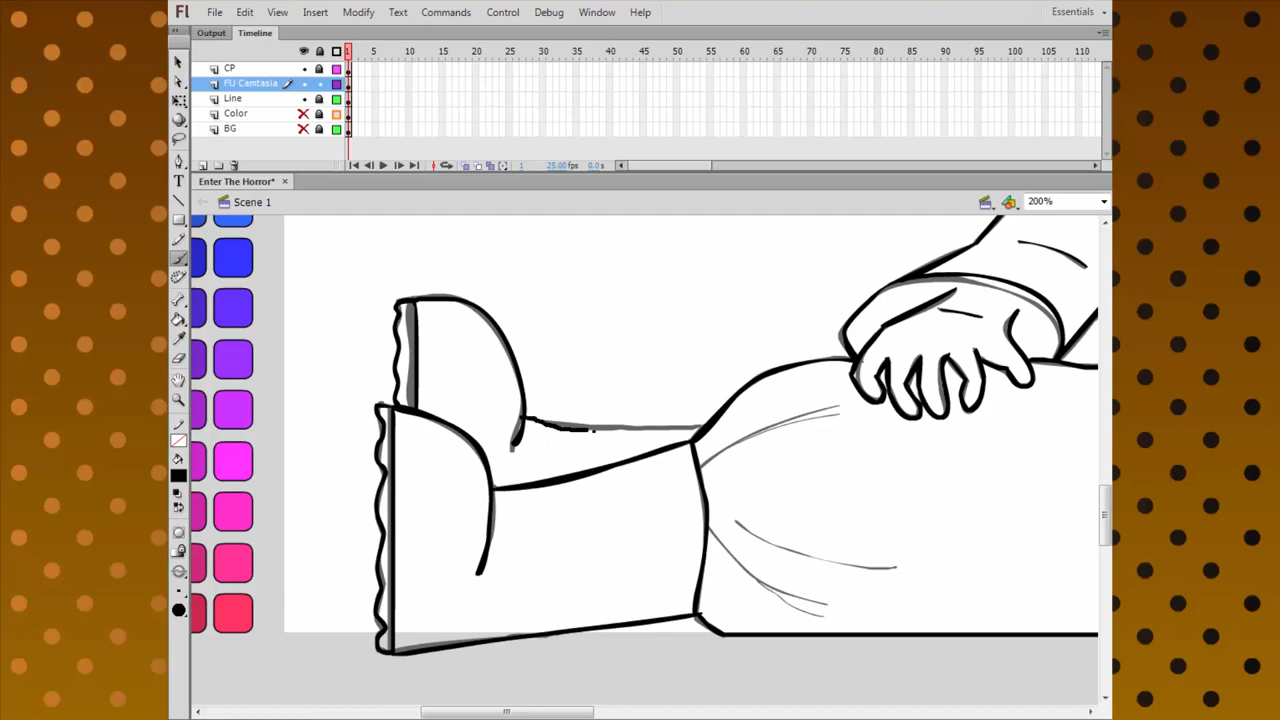 Fl File Edit View Insert Modify Text Commands Control Debug Window Help Essentials
Output Timeline
1 5 10 15 20 25 30 35 40 45 50 55 60 65 70 75 80 85 90 95 100 105 110
CP
FU Camtasia
Line
Color
BG
1 25.00 fps 0.0 s
Enter The Horror* ×
Scene 1 200%
T